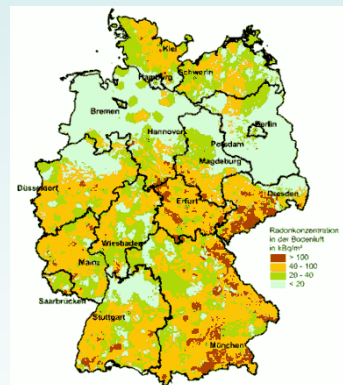 Kiel
Hamburg
Schwerin
Bremen
Berlin
Hannover
Potsdam
Magdeburg
Düsseldorf
Dresden
Erfurt
Wiesbaden
Mainz
Saarbrücken
Stuttgart
München
Radonkonzentration
in der Bodenluft
in kBq/m³
> 100
40 - 100
20 - 40
< 20